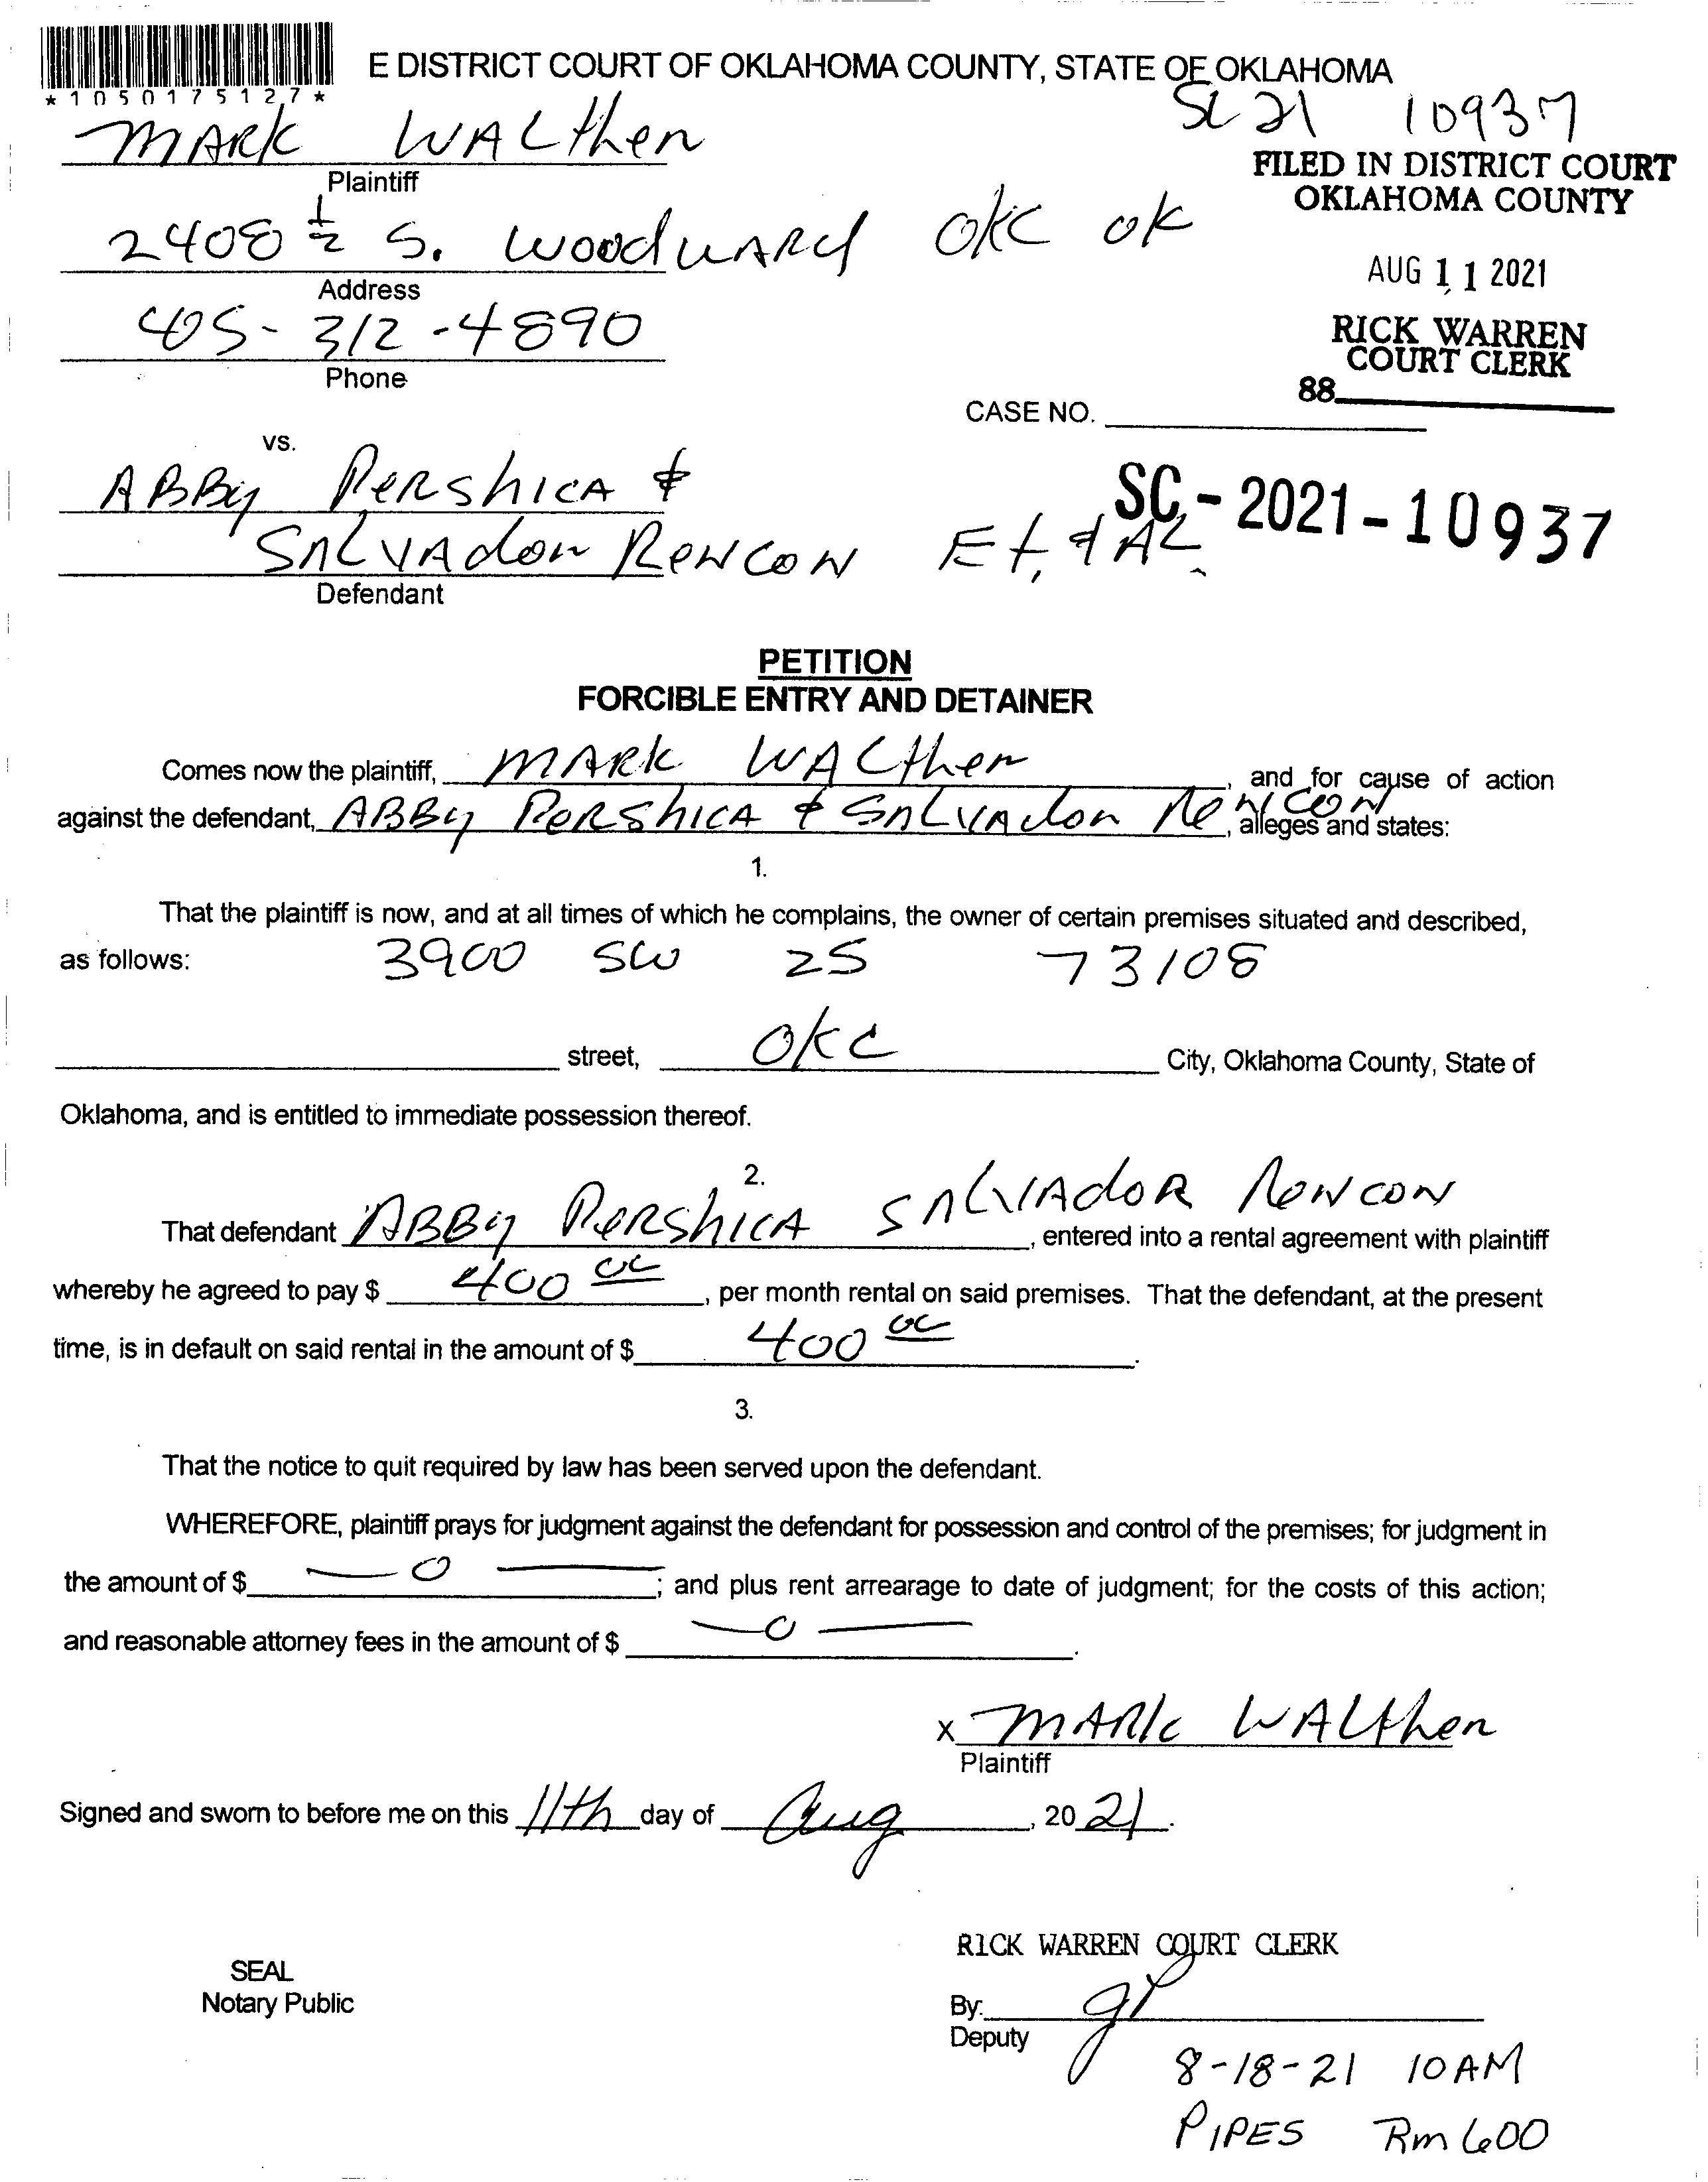 E DISTRICT COURT OF OKLAHOMA COUNTY, STATE OF OKLAHOMA
*1050175127*
SC 21 10937
MARK WALther
Plaintiff
FILED IN DISTRICT COURT
OKLAHOMA COUNTY
2408 1/2 S. WoodWARd OKC OK
Address
AUG 11 2021
405-312-4890
Phone
RICK WARREN
COURT CLERK
88
CASE NO.
vs.
ABBy PeRshicA &
SALVAdor RenCoN Et, & AL.
SC-2021-10937
Defendant
PETITION
FORCIBLE ENTRY AND DETAINER
Comes now the plaintiff, MARK WALther, and for cause of action
against the defendant, ABBy PeRshicA & SALVAdor ReNCoN, alleges and states:
1.
That the plaintiff is now, and at all times of which he complains, the owner of certain premises situated and described,
as follows: 3900 SW 25 73108
street, OKC City, Oklahoma County, State of
Oklahoma, and is entitled to immediate possession thereof.
2.
That defendant ABBy PeRshicA SALVAdoR RenCoN, entered into a rental agreement with plaintiff
whereby he agreed to pay $ 400 00, per month rental on said premises. That the defendant, at the present
time, is in default on said rental in the amount of $ 400 00.
3.
That the notice to quit required by law has been served upon the defendant.
WHEREFORE, plaintiff prays for judgment against the defendant for possession and control of the premises; for judgment in
the amount of $ — 0 —; and plus rent arrearage to date of judgment; for the costs of this action;
and reasonable attorney fees in the amount of $ — 0 —.
x MARK WALther
Plaintiff
Signed and sworn to before me on this 11th day of Aug, 2021.
RICK WARREN COURT CLERK
SEAL
Notary Public
By: gP
Deputy
8-18-21 10AM
PIPES Rm 600